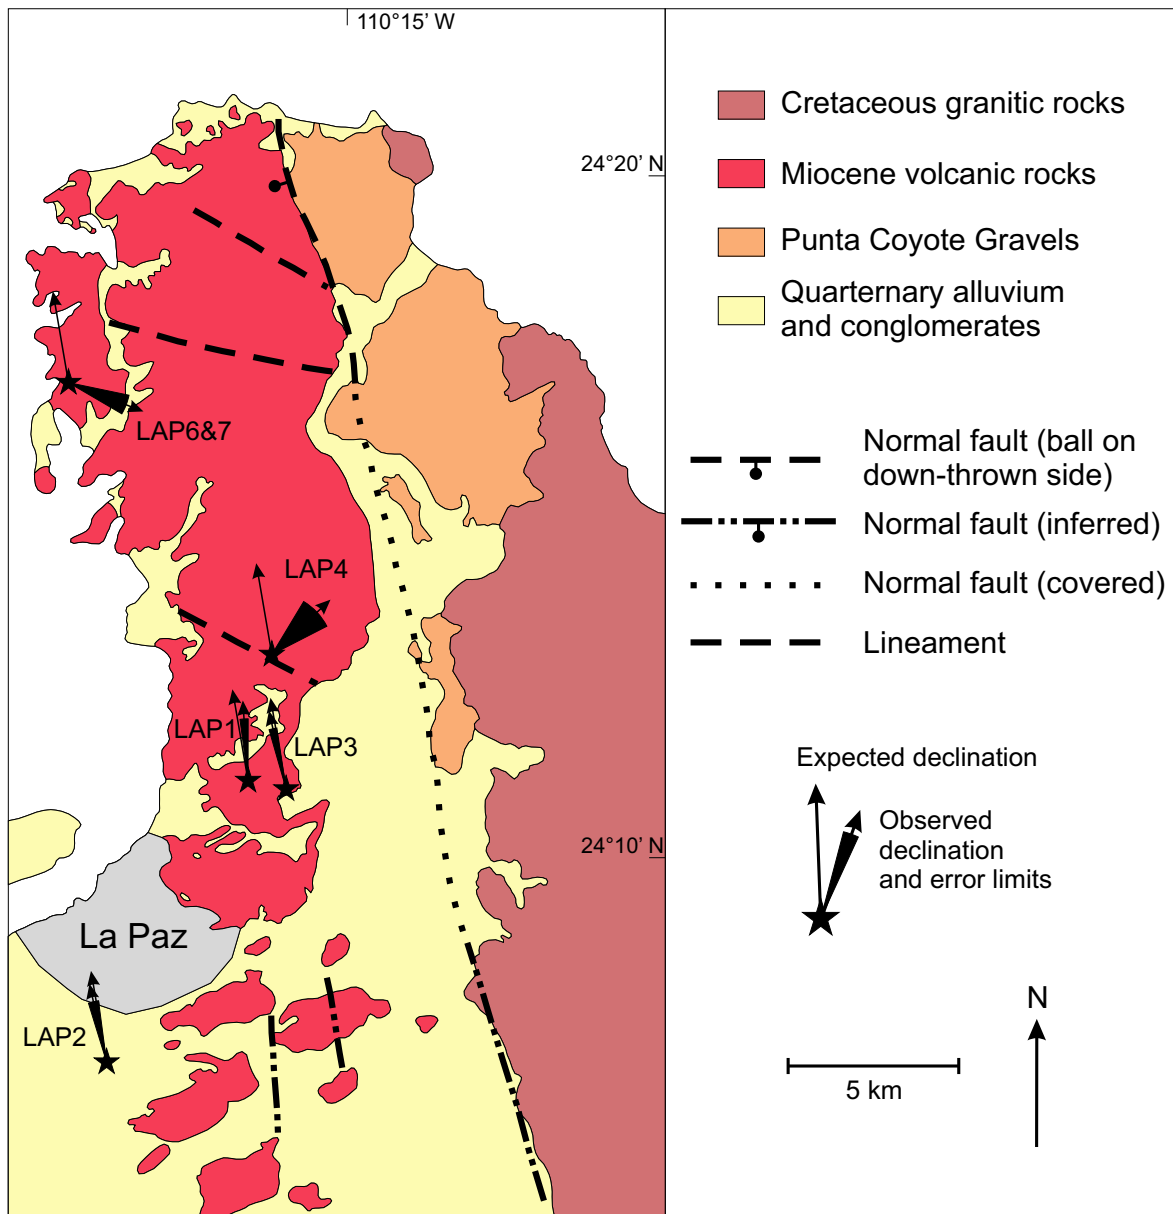 110°15’ W
24°20’ N
LAP6&7
LAP4
LAP1
LAP3
24°10’ N
La Paz
LAP2
Cretaceous granitic rocks
Miocene volcanic rocks
Punta Coyote Gravels
Quarternary alluvium
and conglomerates
Normal fault (ball on
down-thrown side)
Normal fault (inferred)
Normal fault (covered)
Lineament
Expected declination
Observed
declination
and error limits
N
5 km